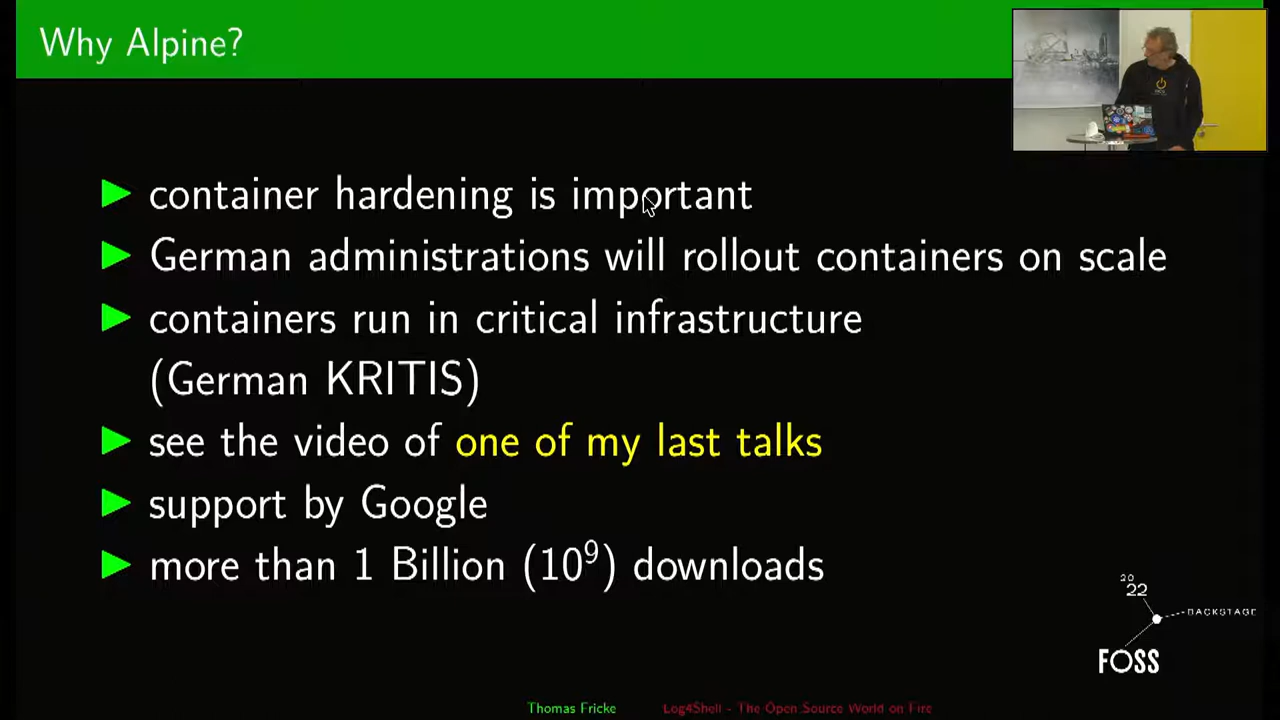 Why Alpine?
container hardening is important
German administrations will rollout containers on scale
containers run in critical infrastructure
(German KRITIS)
see the video of one of my last talks
support by Google
more than 1 Billion (10⁹) downloads
20
22
BACKSTAGE
FOSS
Thomas Fricke Log4Shell - The Open Source World on Fire